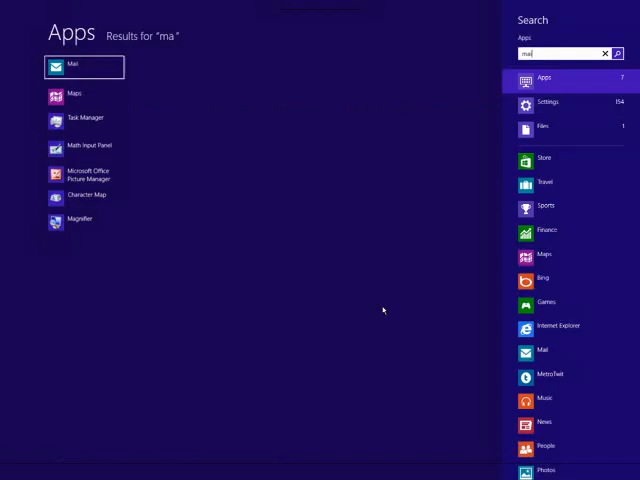 Apps Results for "ma"
Mail
Maps
Task Manager
Math Input Panel
Microsoft Office
Picture Manager
Character Map
Magnifier
Search
Apps
mai
Apps 7
Settings 154
Files 1
Store
Travel
Sports
Finance
Maps
Bing
Games
Internet Explorer
Mail
MetroTwit
Music
News
People
Photos